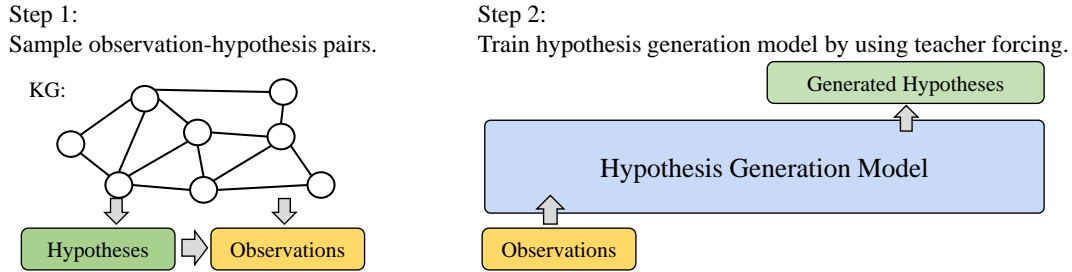 Step 1:
Sample observation-hypothesis pairs.
KG:
Hypotheses
Observations
Step 2:
Train hypothesis generation model by using teacher forcing.
Generated Hypotheses
Hypothesis Generation Model
Observations